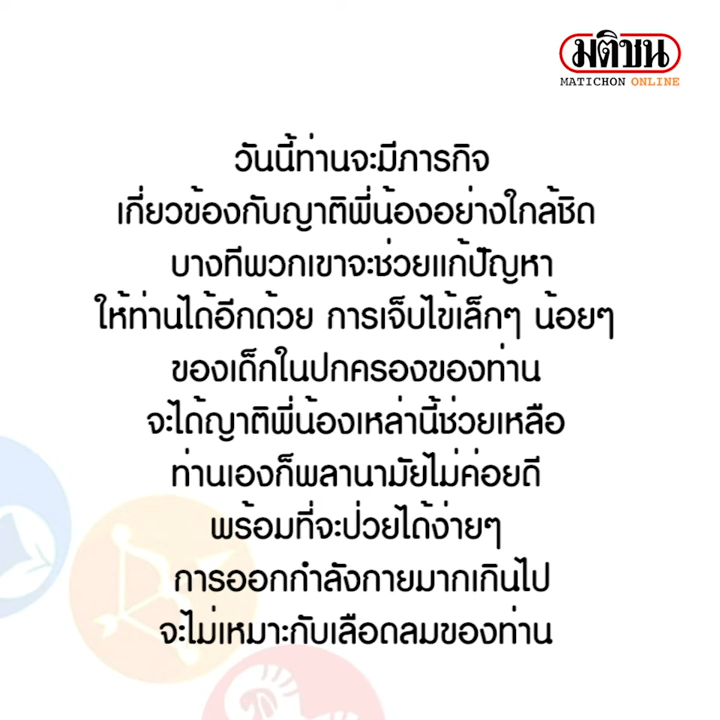 มติชน
MATICHON ONLINE
วันนี้ท่านจะมีภารกิจ
เกี่ยวข้องกับญาติพี่น้องอย่างใกล้ชิด
บางทีพวกเขาจะช่วยแก้ปัญหา
ให้ท่านได้อีกด้วย การเจ็บไข้เล็กๆ น้อยๆ
ของเด็กในปกครองของท่าน
จะได้ญาติพี่น้องเหล่านี้ช่วยเหลือ
ท่านเองก็พลานามัยไม่ค่อยดี
พร้อมที่จะป่วยได้ง่ายๆ
การออกกำลังกายมากเกินไป
จะไม่เหมาะกับเลือดลมของท่าน